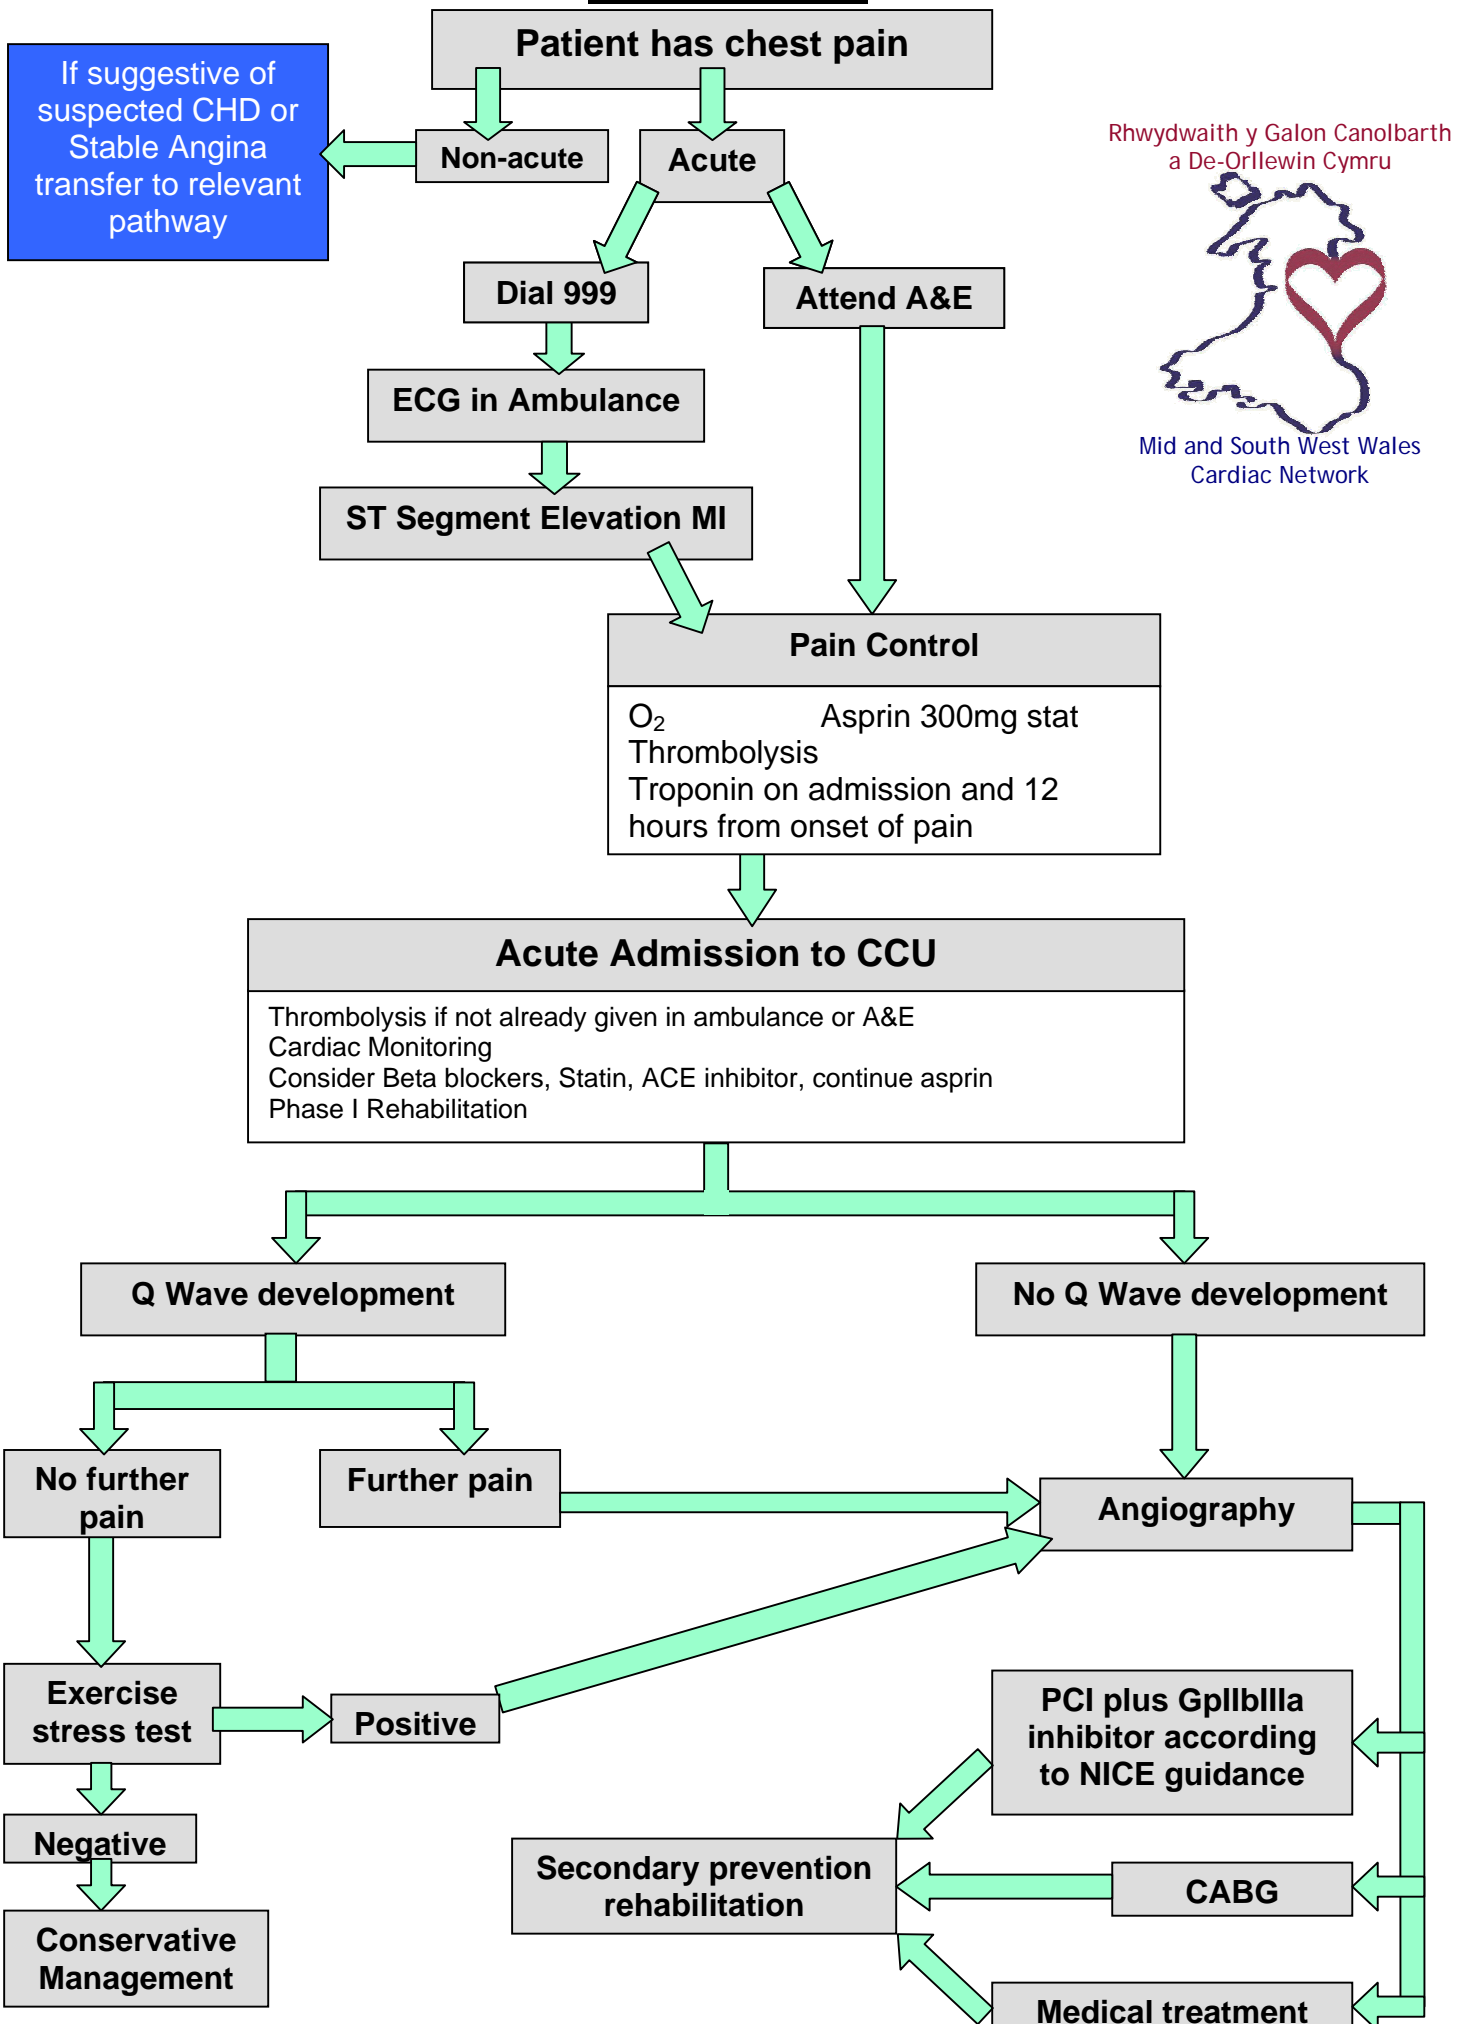 Patient has chest pain
If suggestive of
suspected CHD or
Stable Angina
transfer to relevant
pathway
Non-acute
Acute
Rhwydwaith y Galon Canolbarth
a De-Orllewin Cymru
Dial 999
Attend A&E
ECG in Ambulance
Mid and South West Wales
Cardiac Network
ST Segment Elevation MI
Pain Control
O₂ Asprin 300mg stat
Thrombolysis
Troponin on admission and 12
hours from onset of pain
Acute Admission to CCU
Thrombolysis if not already given in ambulance or A&E
Cardiac Monitoring
Consider Beta blockers, Statin, ACE inhibitor, continue asprin
Phase I Rehabilitation
Q Wave development
No Q Wave development
No further
pain
Further pain
Angiography
Exercise
stress test
Positive
PCI plus GpIIbIIIa
inhibitor according
to NICE guidance
Negative
Secondary prevention
rehabilitation
CABG
Conservative
Management
Medical treatment